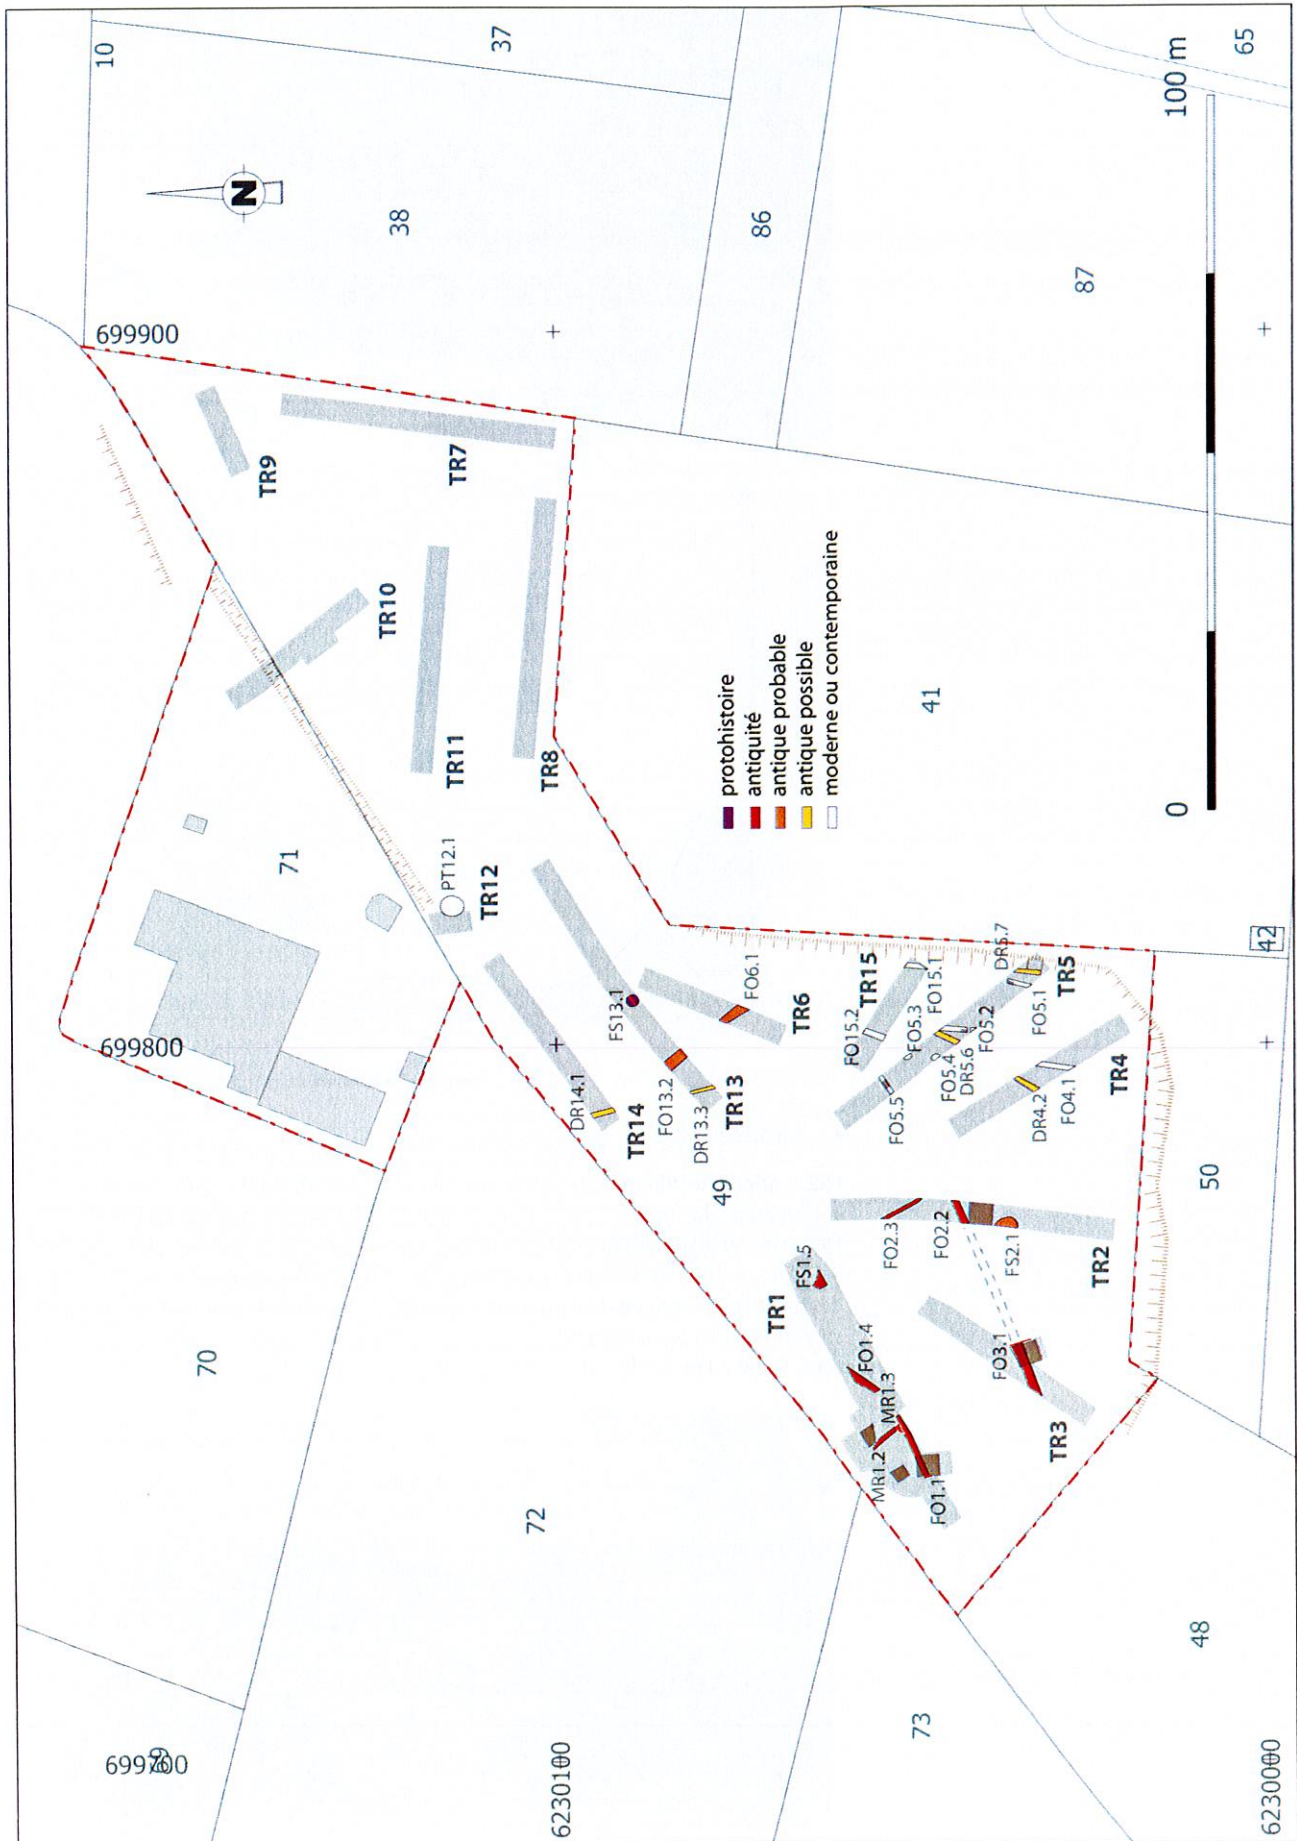 10
37
N
38
65
100 m
86
87
699900
TR9
TR7
TR10
TR11
TR8
41
protohistoire
antiquité
antique probable
antique possible
moderne ou contemporaine
0
71
PT12.1
TR12
42
699800
FS13.1
FO6.1
TR6
DR14.1
TR14
FO13.2
DR13.3
TR13
TR15
FO15.2
FO15.1
FO5.3
DR5.7
TR5
FO5.1
FO5.2
DR5.6
FO5.4
FO5.5
DR4.2
FO4.1
TR4
49
50
FO2.3
FO2.2
FS2.1
TR2
TR1
FS1.5
FO1.4
MR1.3
MR1.2
FO1.1
FO3.1
TR3
70
72
73
48
69
699700
6230100
6230000